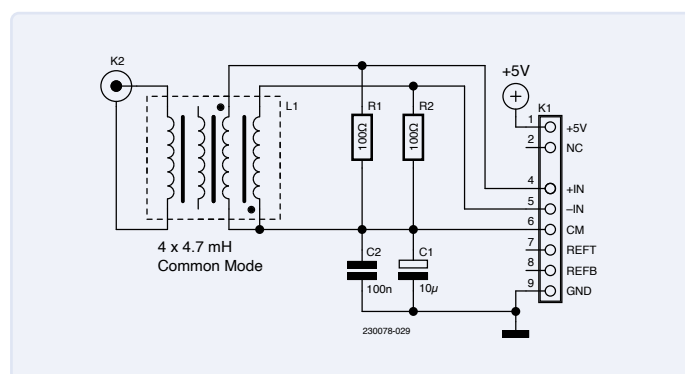 K2
+5V
L1
R1
R2
K1
100Ω
100Ω
1
+5V
2
NC
4
+IN
5
–IN
6
CM
7
REFT
8
REFB
9
GND
4 x 4.7 mH
Common Mode
C2
C1
100n
10µ
230078-029